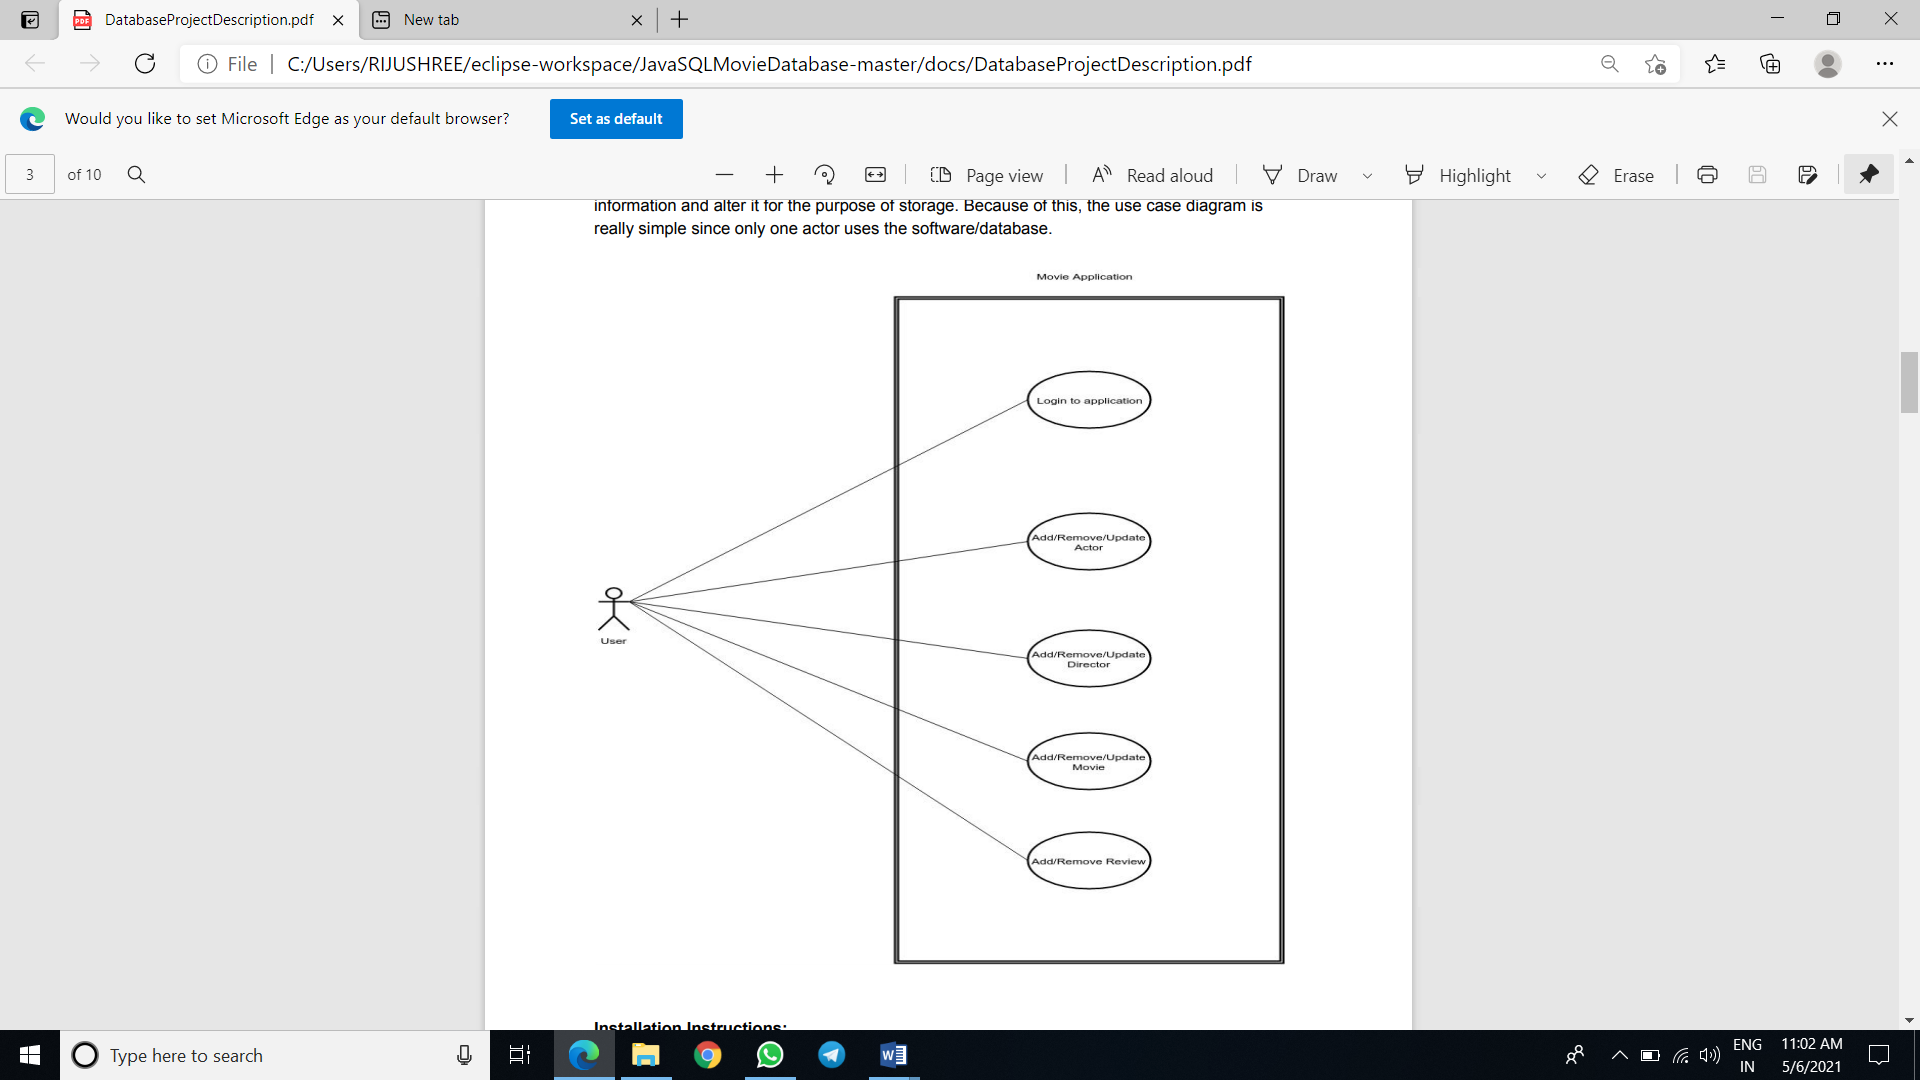 DatabaseProjectDescription.pdf
New tab
File
C:/Users/RIJUSHREE/eclipse-workspace/JavaSQLMovieDatabase-master/docs/DatabaseProjectDescription.pdf
Would you like to set Microsoft Edge as your default browser?
Set as default
3 of 10
Page view
Read aloud
Draw
Highlight
Erase
information and alter it for the purpose of storage. Because of this, the use case diagram is
really simple since only one actor uses the software/database.
Movie Application
Login to application
Add/Remove/Update
Actor
User
Add/Remove/Update
Director
Add/Remove/Update
Movie
Add/Remove Review
Installation Instructions:
Type here to search
ENG
IN
11:02 AM
5/6/2021